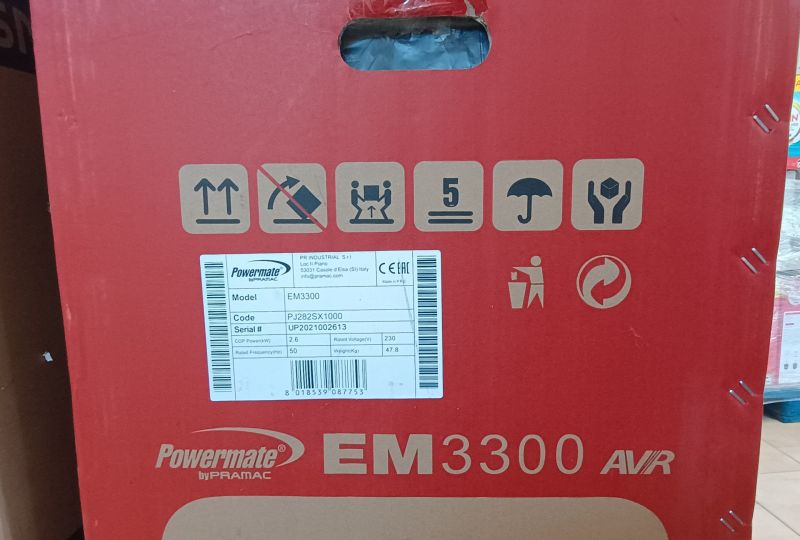 5
Powermate
by PRAMAC
PR INDUSTRIAL S.r.l
Loc Il Piano
53031 Casole d'Elsa (SI) Italy
info@pramac.com
CE EAC
Made in P.R.C
Model EM3300
Code PJ282SX1000
Serial # UP2021002613
COP Power(kW) 2.6 Rated Voltage(V) 230
Rated Frequency(Hz) 50 Weight(Kg) 47.8
8 018539 087753
Powermate®
by PRAMAC
EM3300 AVR